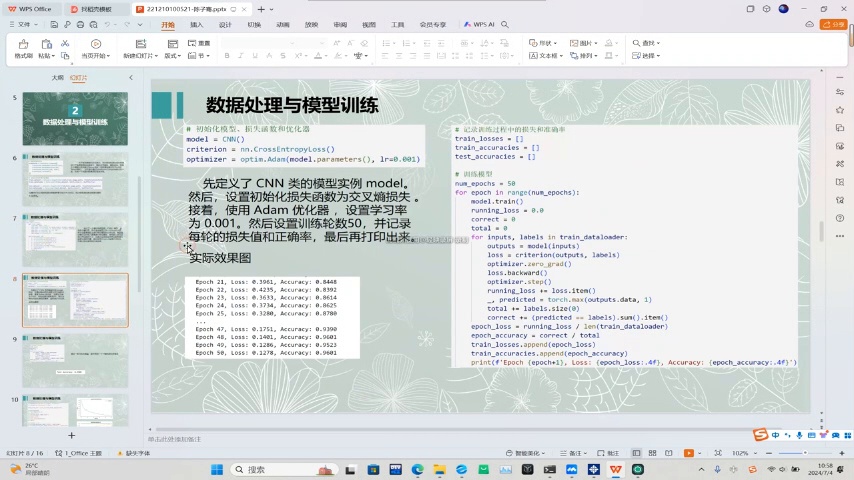 WPS Office
我的稻壳模板
221210100521-孙子尊.pptx
文件
开始
插入
设计
切换
动画
放映
审阅
视图
工具
会员专享
WPS AI
分享
格式刷
粘贴
当页开始
新建幻灯片
版式
重置
节
形状
图片
查找
文本框
排列
选择
大纲
幻灯片
5
2
数据处理与模型训练
6
7
8
9
10
数据处理与模型训练
# 初始化模型、损失函数和优化器
model = CNN()
criterion = nn.CrossEntropyLoss()
optimizer = optim.Adam(model.parameters(), lr=0.001)
先定义了 CNN 类的模型实例 model。
然后，设置初始化损失函数为交叉熵损失 。
接着，使用 Adam 优化器 ，设置学习率
为 0.001。然后设置训练轮数50，并记录
每轮的损失值和正确率，最后再打印出来。
实际效果图
Epoch 21, Loss: 0.3961, Accuracy: 0.8448
Epoch 22, Loss: 0.4235, Accuracy: 0.8392
Epoch 23, Loss: 0.3633, Accuracy: 0.8614
Epoch 24, Loss: 0.3734, Accuracy: 0.8625
Epoch 25, Loss: 0.3280, Accuracy: 0.8780
...
Epoch 47, Loss: 0.1751, Accuracy: 0.9390
Epoch 48, Loss: 0.1401, Accuracy: 0.9601
Epoch 49, Loss: 0.1286, Accuracy: 0.9523
Epoch 50, Loss: 0.1278, Accuracy: 0.9601
# 记录训练过程中的损失和准确率
train_losses = []
train_accuracies = []
test_accuracies = []
# 训练模型
num_epochs = 50
for epoch in range(num_epochs):
model.train()
running_loss = 0.0
correct = 0
total = 0
for inputs, labels in train_dataloader:
outputs = model(inputs)
loss = criterion(outputs, labels)
optimizer.zero_grad()
loss.backward()
optimizer.step()
running_loss += loss.item()
_, predicted = torch.max(outputs.data, 1)
total += labels.size(0)
correct += (predicted == labels).sum().item()
epoch_loss = running_loss / len(train_dataloader)
epoch_accuracy = correct / total
train_losses.append(epoch_loss)
train_accuracies.append(epoch_accuracy)
print(f'Epoch {epoch+1}, Loss: {epoch_loss:.4f}, Accuracy: {epoch_accuracy:.4f}')
单击此处添加备注
幻灯片 8 / 16
1_Office 主题
缺失字体
智能美化
备注
批注
102%
中
26°C
局部晴朗
搜索
10:58
2024/7/4